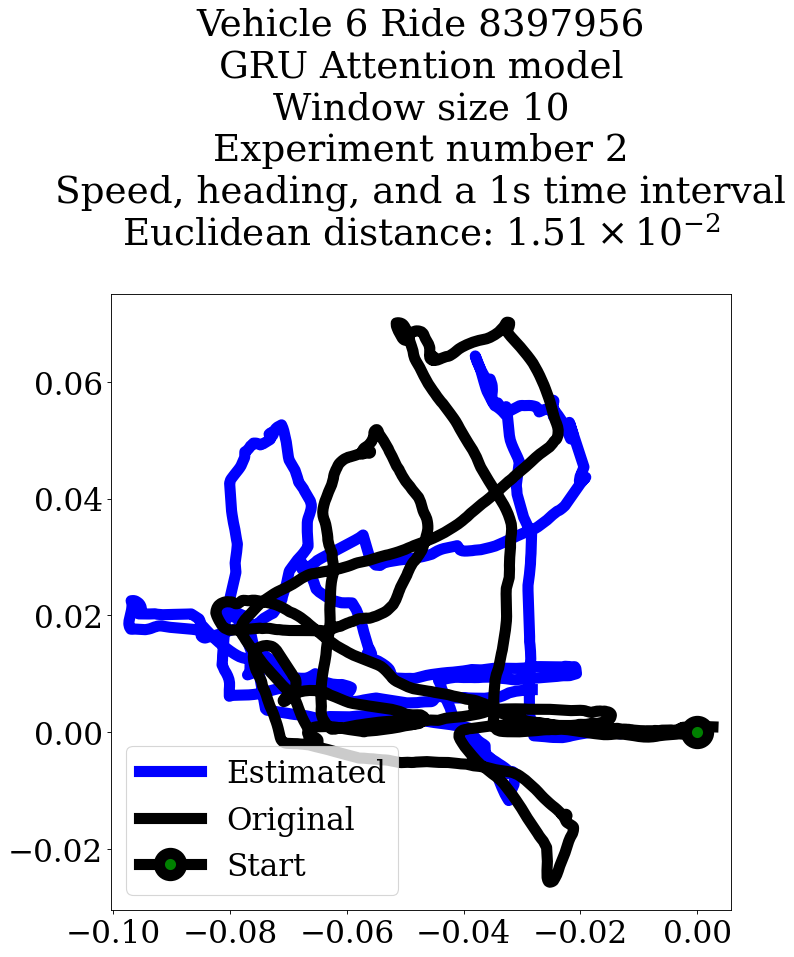 Vehicle 6 Ride 8397956
GRU Attention model
Window size 10
Experiment number 2
Speed, heading, and a 1s time interval
Euclidean distance: $1.51 \times 10^{-2}$
0.06
0.04
0.02
0.00
−0.02
Estimated
Original
Start
−0.10 −0.08 −0.06 −0.04 −0.02 0.00